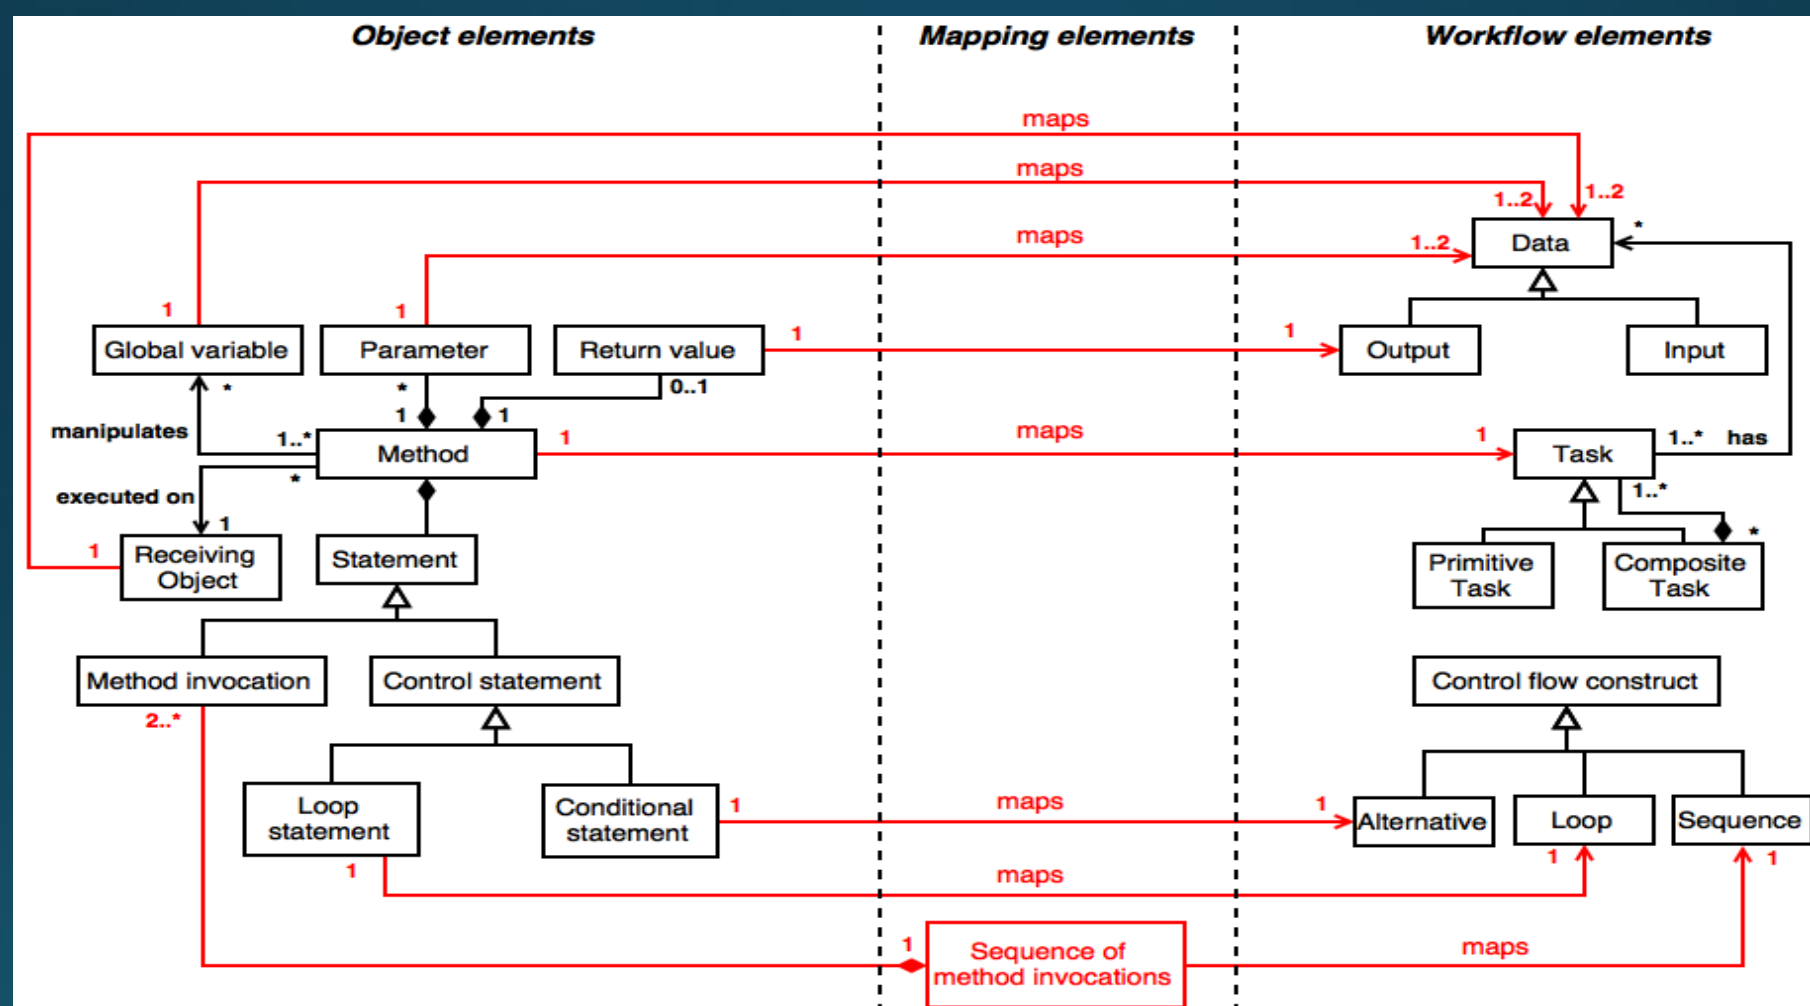 Object elements
Mapping elements
Workflow elements
maps
maps
1..2
1..2
maps
1..2
*
Data
1
1
Global variable
Parameter
Return value
1
maps
1
Output
Input
*
*
0..1
manipulates
1..*
1
1
Method
1
maps
1
Task
1..*
has
*
executed on
1
1..*
*
1
Receiving
Object
Statement
Primitive
Task
Composite
Task
Method invocation
Control statement
Control flow construct
2..*
Loop
statement
Conditional
statement
1
maps
1
Alternative
Loop
Sequence
1
maps
1
1
1
Sequence of
method invocations
maps